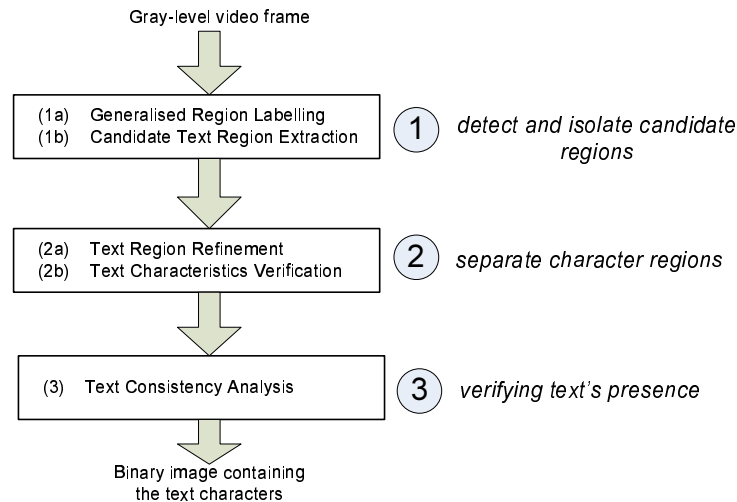 Gray-level video frame
(1a) Generalised Region Labelling
(1b) Candidate Text Region Extraction
1
detect and isolate candidate
regions
(2a) Text Region Refinement
(2b) Text Characteristics Verification
2
separate character regions
(3) Text Consistency Analysis
3
verifying text's presence
Binary image containing
the text characters